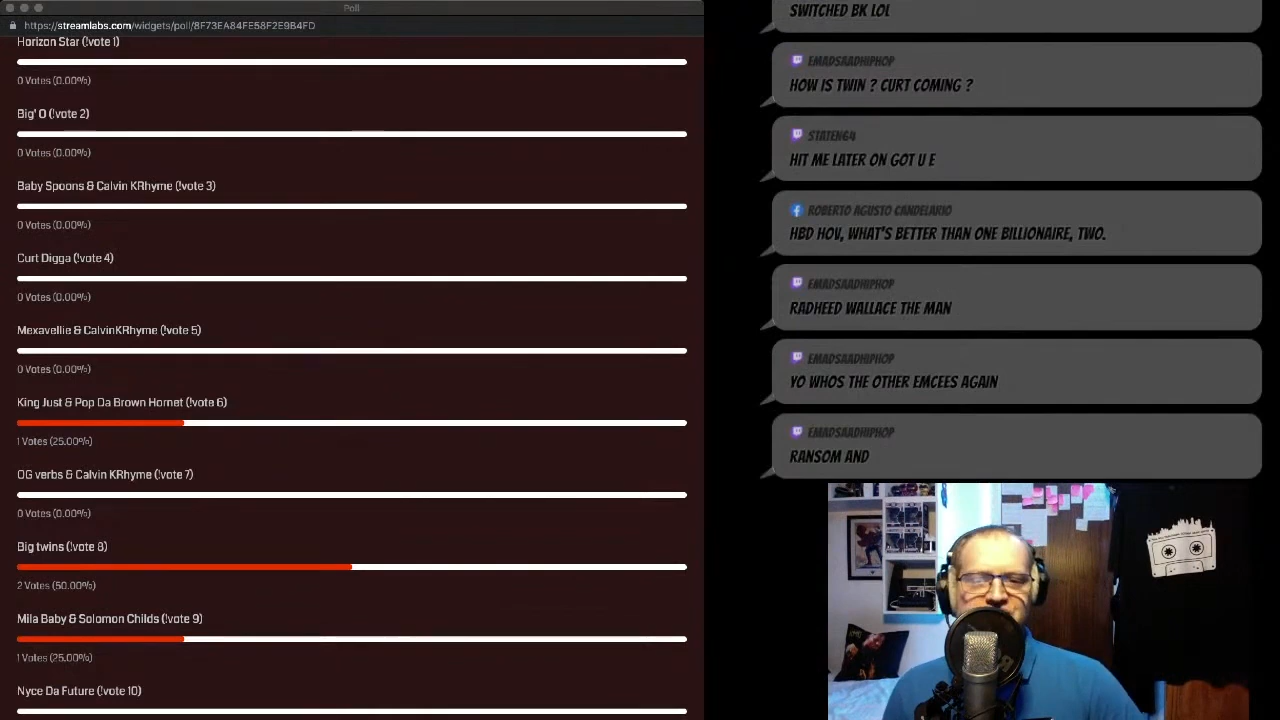 Poll
https://streamlabs.com/widgets/poll/8F73EA84FE58F2E9B4FD
Horizon Star (!vote 1)
0 Votes (0.00%)
Big' O (!vote 2)
0 Votes (0.00%)
Baby Spoons & Calvin KRhyme (!vote 3)
0 Votes (0.00%)
Curt Digga (!vote 4)
0 Votes (0.00%)
Mexavellie & CalvinKRhyme (!vote 5)
0 Votes (0.00%)
King Just & Pop Da Brown Hornet (!vote 6)
1 Votes (25.00%)
OG verbs & Calvin KRhyme (!vote 7)
0 Votes (0.00%)
Big twins (!vote 8)
2 Votes (50.00%)
Mila Baby & Solomon Childs (!vote 9)
1 Votes (25.00%)
Nyce Da Future (!vote 10)
SWITCHED BK LOL
EMADSAADHIPHOP
HOW IS TWIN ? CURT COMING ?
STATEN64
HIT ME LATER ON GOT U E
ROBERTO AGUSTO CANDELARIO
HBD HOV, WHAT'S BETTER THAN ONE BILLIONAIRE, TWO.
EMADSAADHIPHOP
RADHEED WALLACE THE MAN
EMADSAADHIPHOP
YO WHOS THE OTHER EMCEES AGAIN
EMADSAADHIPHOP
RANSOM AND